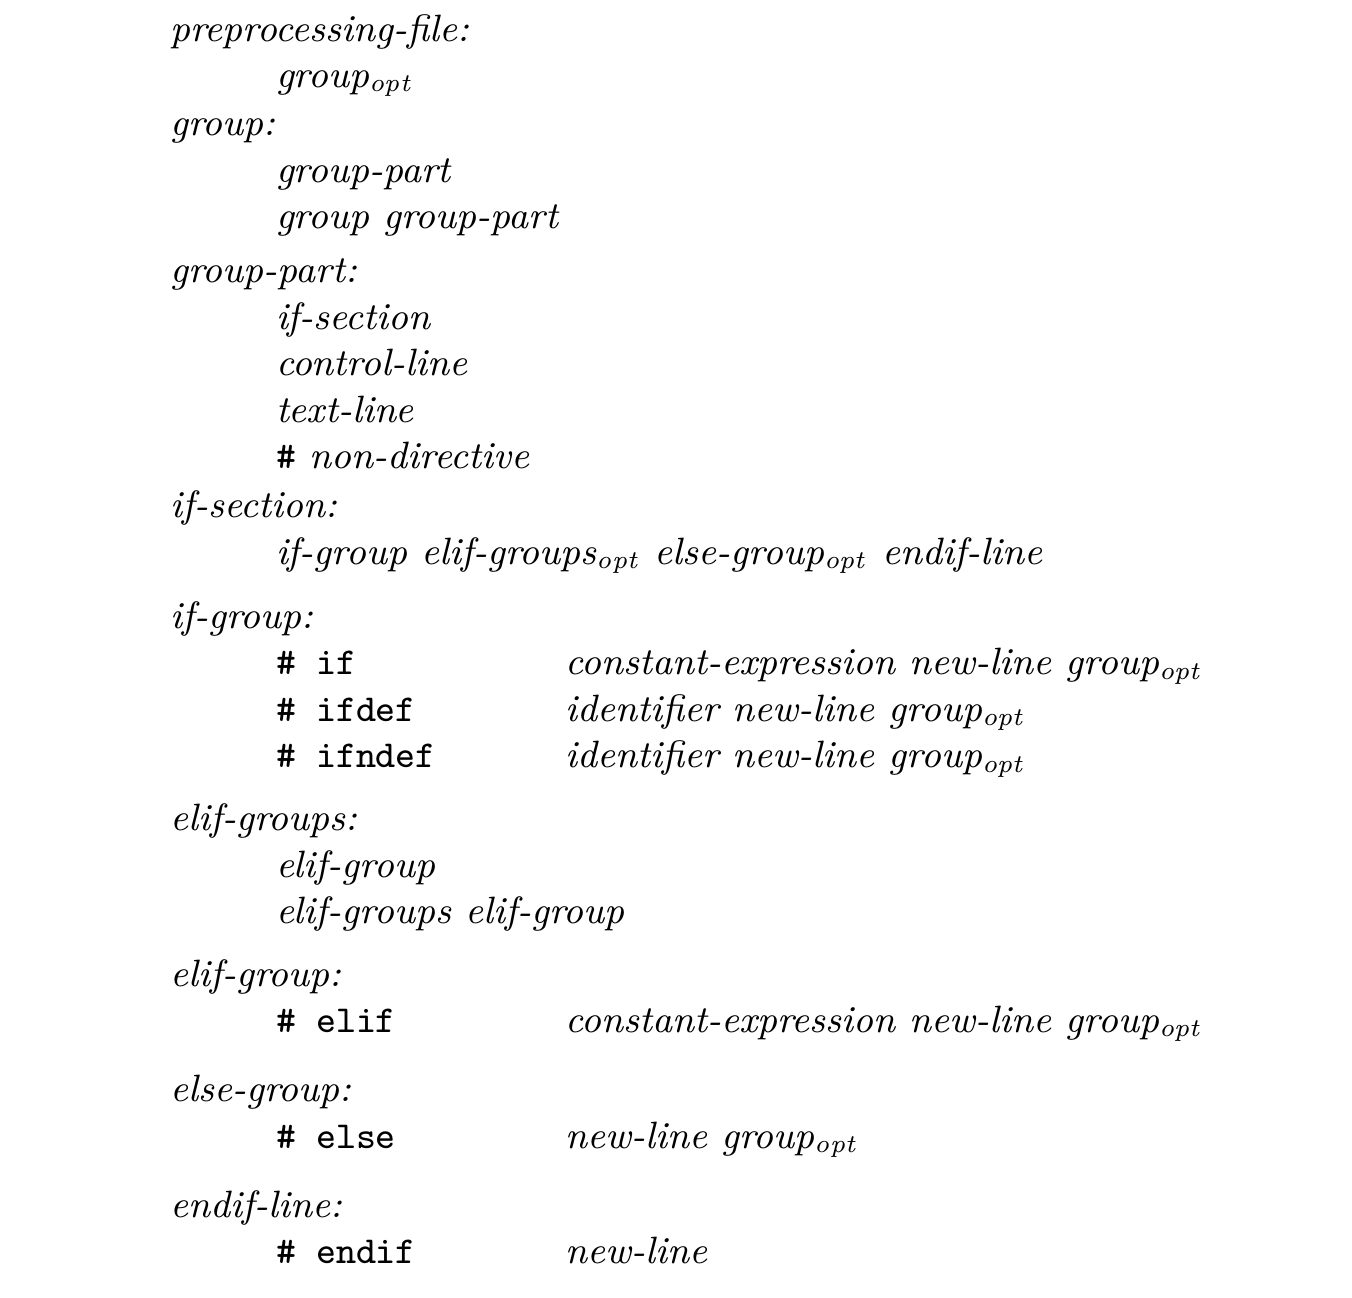 preprocessing-file:
group opt
group:
group-part
group group-part
group-part:
if-section
control-line
text-line
# non-directive
if-section:
if-group elif-groups opt else-group opt endif-line
if-group:
# if constant-expression new-line group opt
# ifdef identifier new-line group opt
# ifndef identifier new-line group opt
elif-groups:
elif-group
elif-groups elif-group
elif-group:
# elif constant-expression new-line group opt
else-group:
# else new-line group opt
endif-line:
# endif new-line